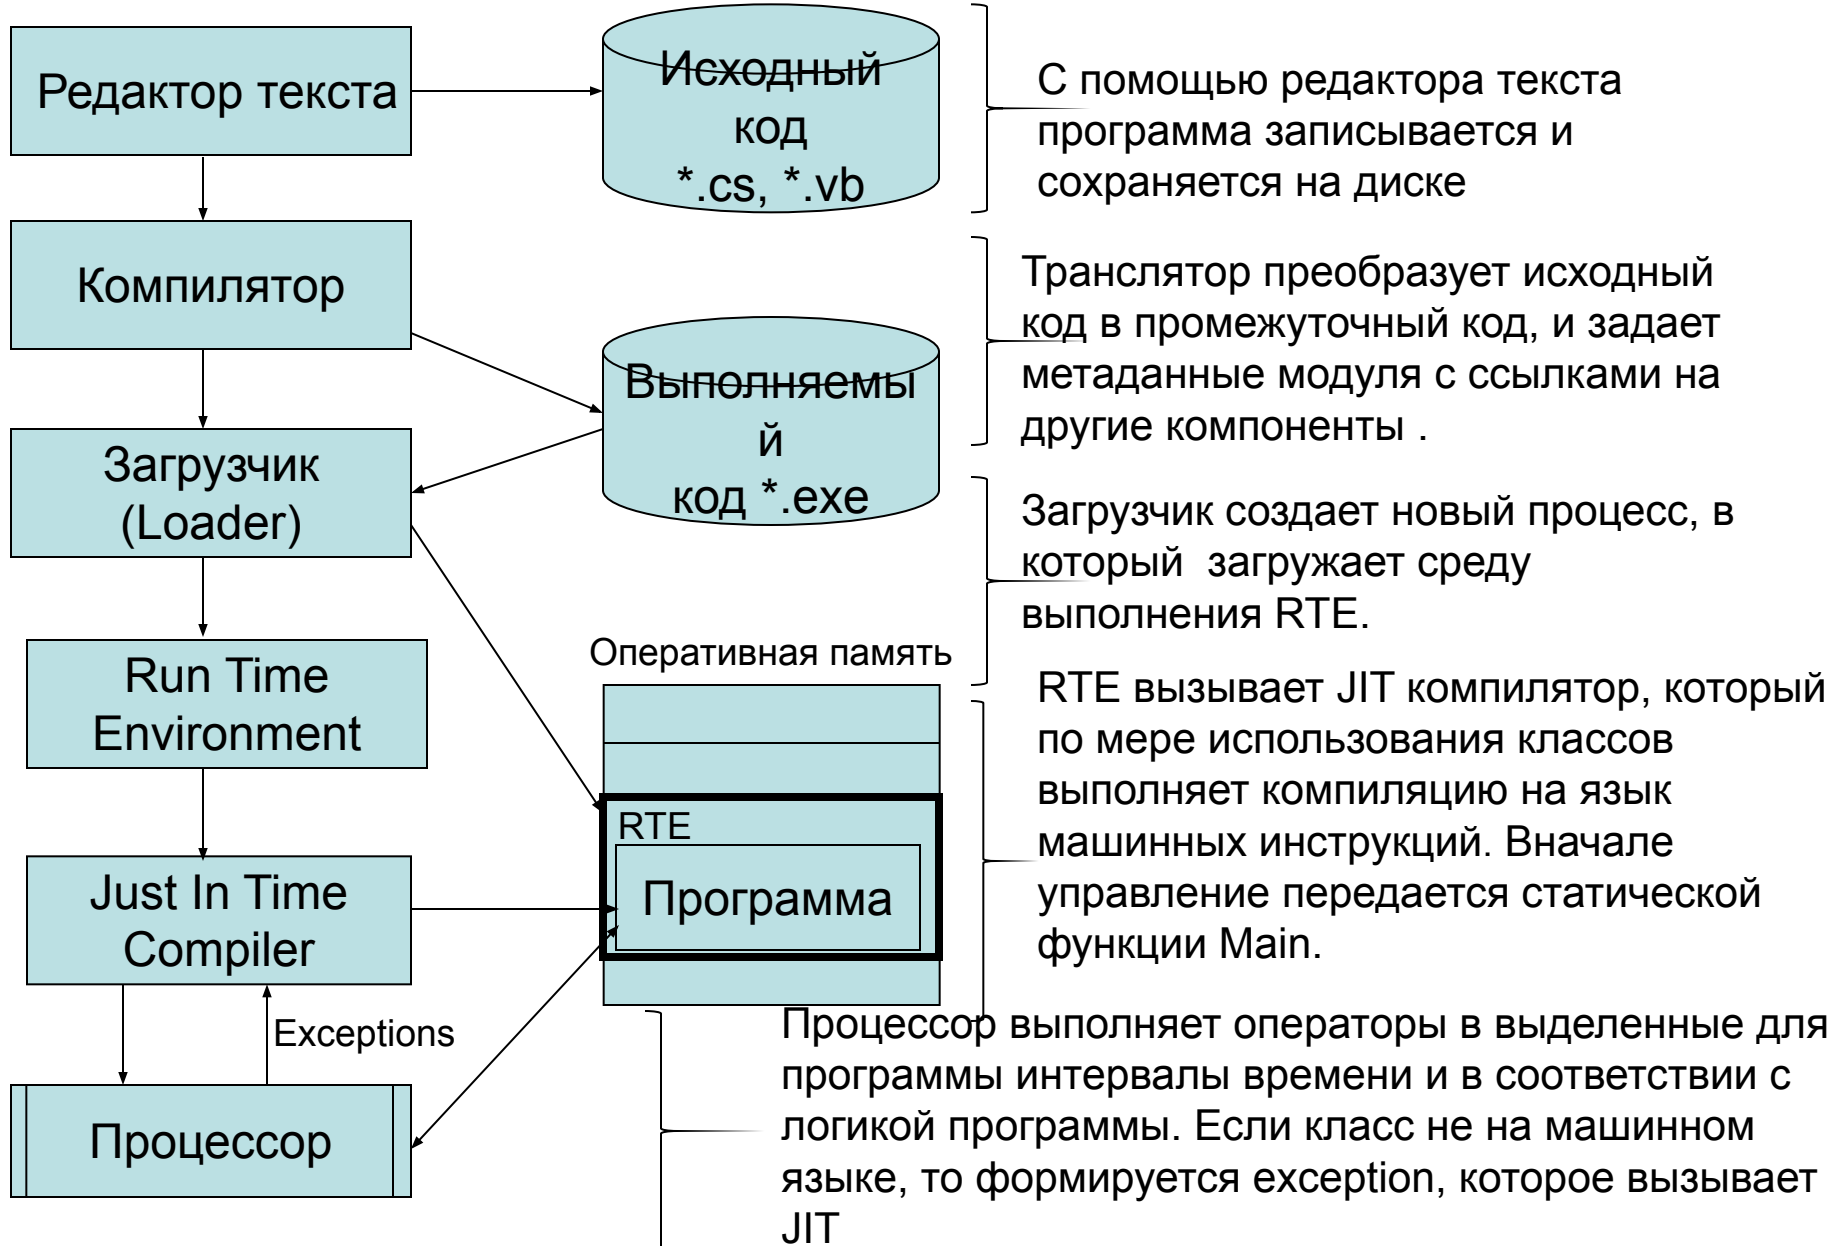 Редактор текста
Исходный
код
*.cs, *.vb
С помощью редактора текста
программа записывается и
сохраняется на диске
Компилятор
Выполняемы
й
код *.exe
Транслятор преобразует исходный
код в промежуточный код, и задает
метаданные модуля с ссылками на
другие компоненты .
Загрузчик
(Loader)
Загрузчик создает новый процесс, в
который  загружает среду
выполнения RTE.
Run Time
Environment
Оперативная память
RTE
Программа
RTE вызывает JIT компилятор, который
по мере использования классов
выполняет компиляцию на язык
машинных инструкций. Вначале
управление передается статической
функции Main.
Just In Time
Compiler
Exceptions
Процессор
Процессор выполняет операторы в выделенные для
программы интервалы времени и в соответствии с
логикой программы. Если класс не на машинном
языке, то формируется exception, которое вызывает
JIT